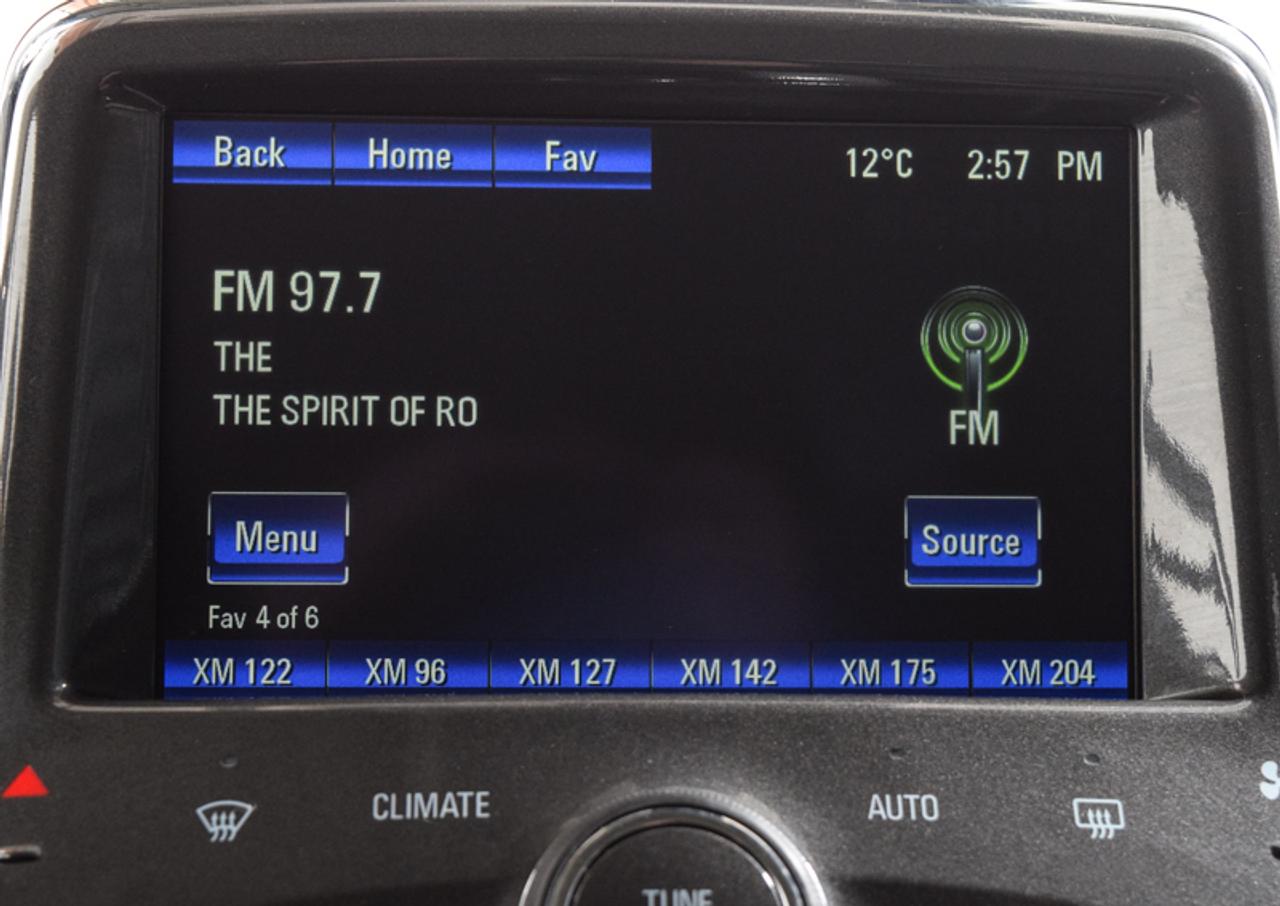 Back Home Fav 12°C 2:57 PM
FM 97.7
THE
THE SPIRIT OF RO
FM
Menu Source
Fav 4 of 6
XM 122 XM 96 XM 127 XM 142 XM 175 XM 204
CLIMATE AUTO
TUNE